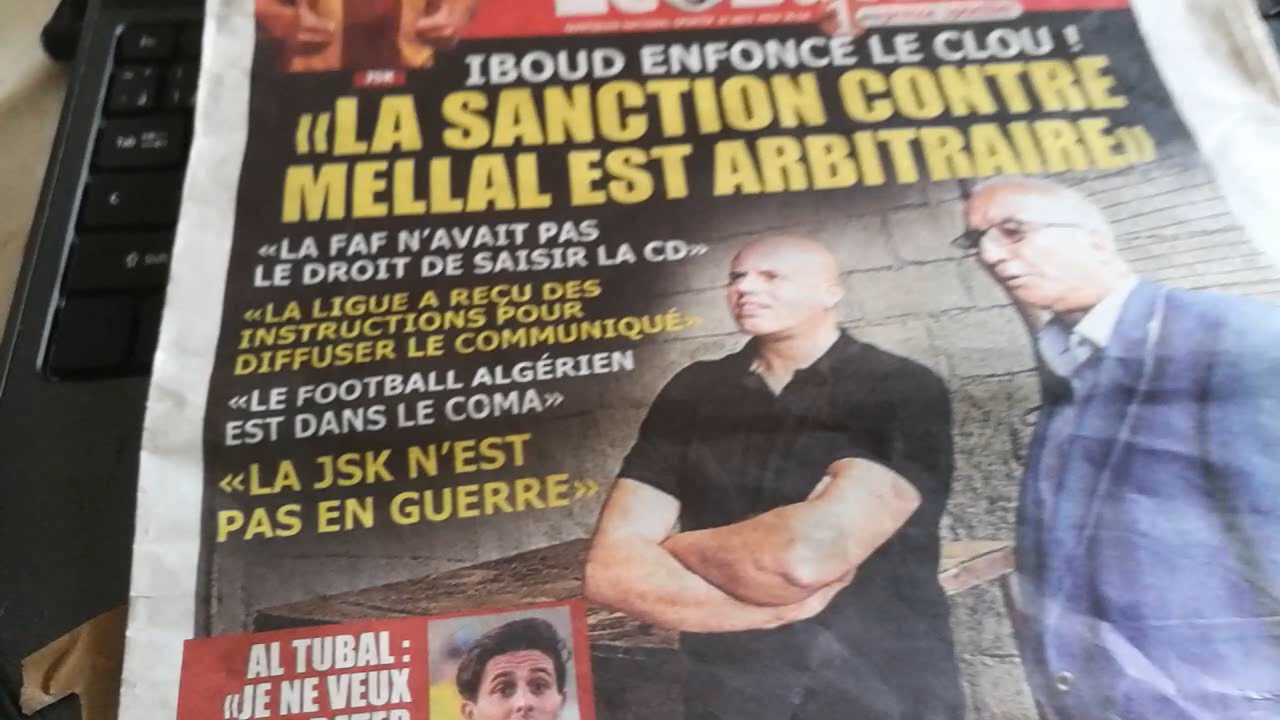 JSK
IBOUD ENFONCE LE CLOU !
«LA SANCTION CONTRE
MELLAL EST ARBITRAIRE»
«LA FAF N'AVAIT PAS
LE DROIT DE SAISIR LA CD»
«LA LIGUE A REÇU DES
INSTRUCTIONS POUR
DIFFUSER LE COMMUNIQUÉ»
«LE FOOTBALL ALGÉRIEN
EST DANS LE COMA»
«LA JSK N'EST
PAS EN GUERRE»
AL TUBAL :
«JE NE VEUX
Tab